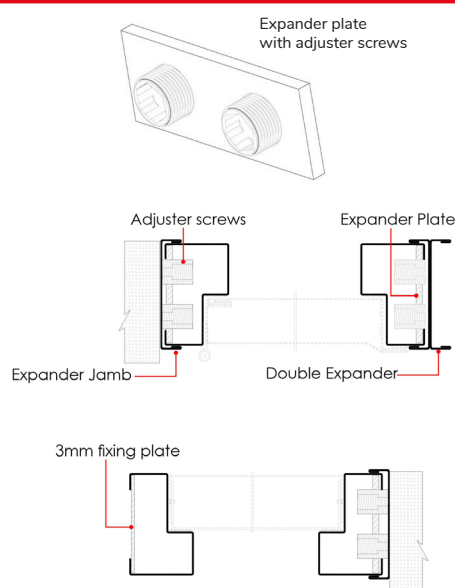 Expander plate
with adjuster screws
Adjuster screws
Expander Plate
Expander Jamb
Double Expander
3mm fixing plate